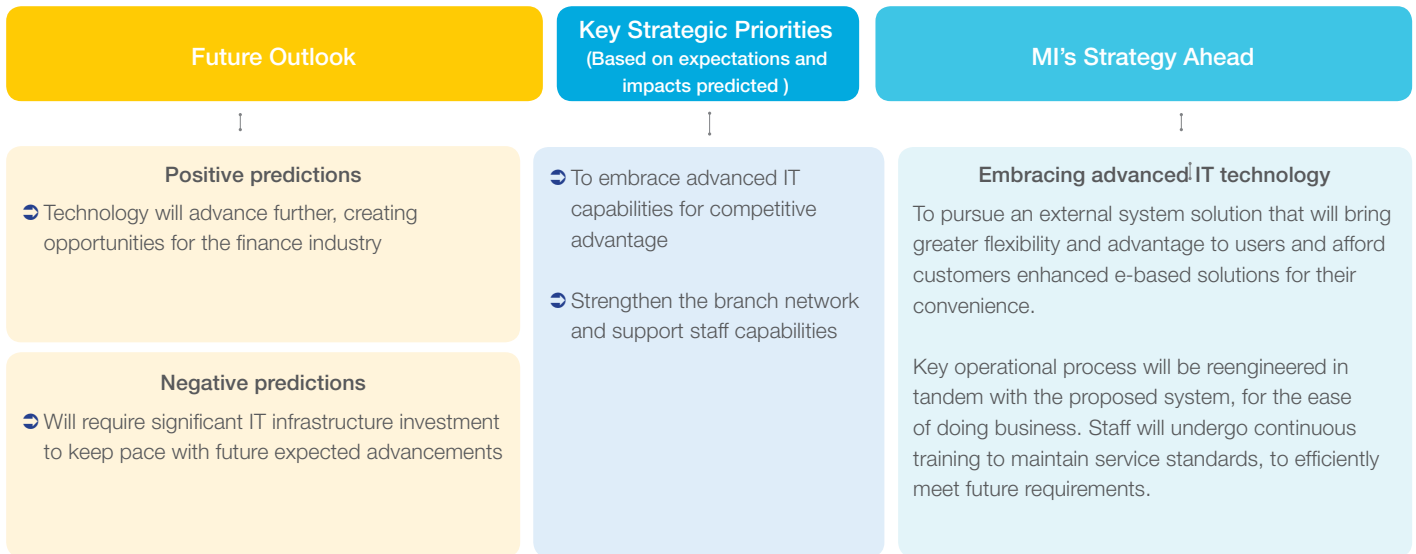 Future Outlook
Key Strategic Priorities
(Based on expectations and
impacts predicted )
MI's Strategy Ahead
Positive predictions
Technology will advance further, creating
opportunities for the finance industry
Negative predictions
Will require significant IT infrastructure investment
to keep pace with future expected advancements
To embrace advanced IT
capabilities for competitive
advantage
Strengthen the branch network
and support staff capabilities
Embracing advanced IT technology
To pursue an external system solution that will bring
greater flexibility and advantage to users and afford
customers enhanced e-based solutions for their
convenience.
Key operational process will be reengineered in
tandem with the proposed system, for the ease
of doing business. Staff will undergo continuous
training to maintain service standards, to efficiently
meet future requirements.